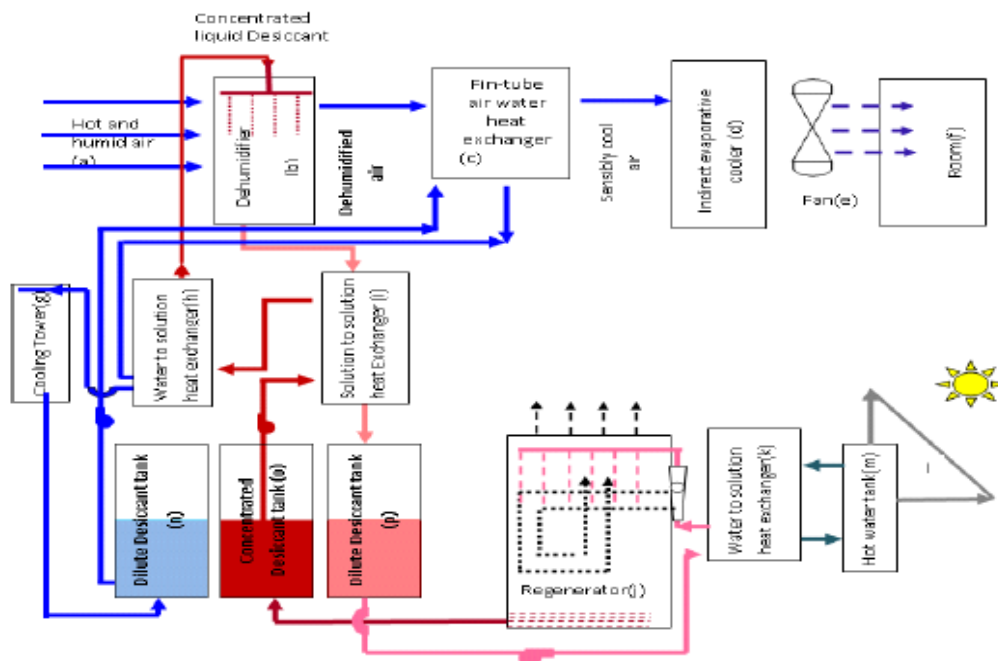 Concentrated
liquid Desiccant
Hot and
humid air (a)
Dehumidifier
(b)
Dehumidified
air
Fin-tube
air water
heat
exchanger
(c)
Sensibly cool
air
Indirect evaporative
cooler (d)
Fan(e)
Room(f)
Cooling Tower(g)
Water to solution
heat exchanger(h)
Solution to solution
heat Exchanger (i)
Dilute Desiccant tank
(n)
Concentrated
Desiccant tank (o)
Dilute Desiccant tank
(p)
Regenerator(j)
Water to solution
heat exchanger(k)
Hot water tank(m)
l